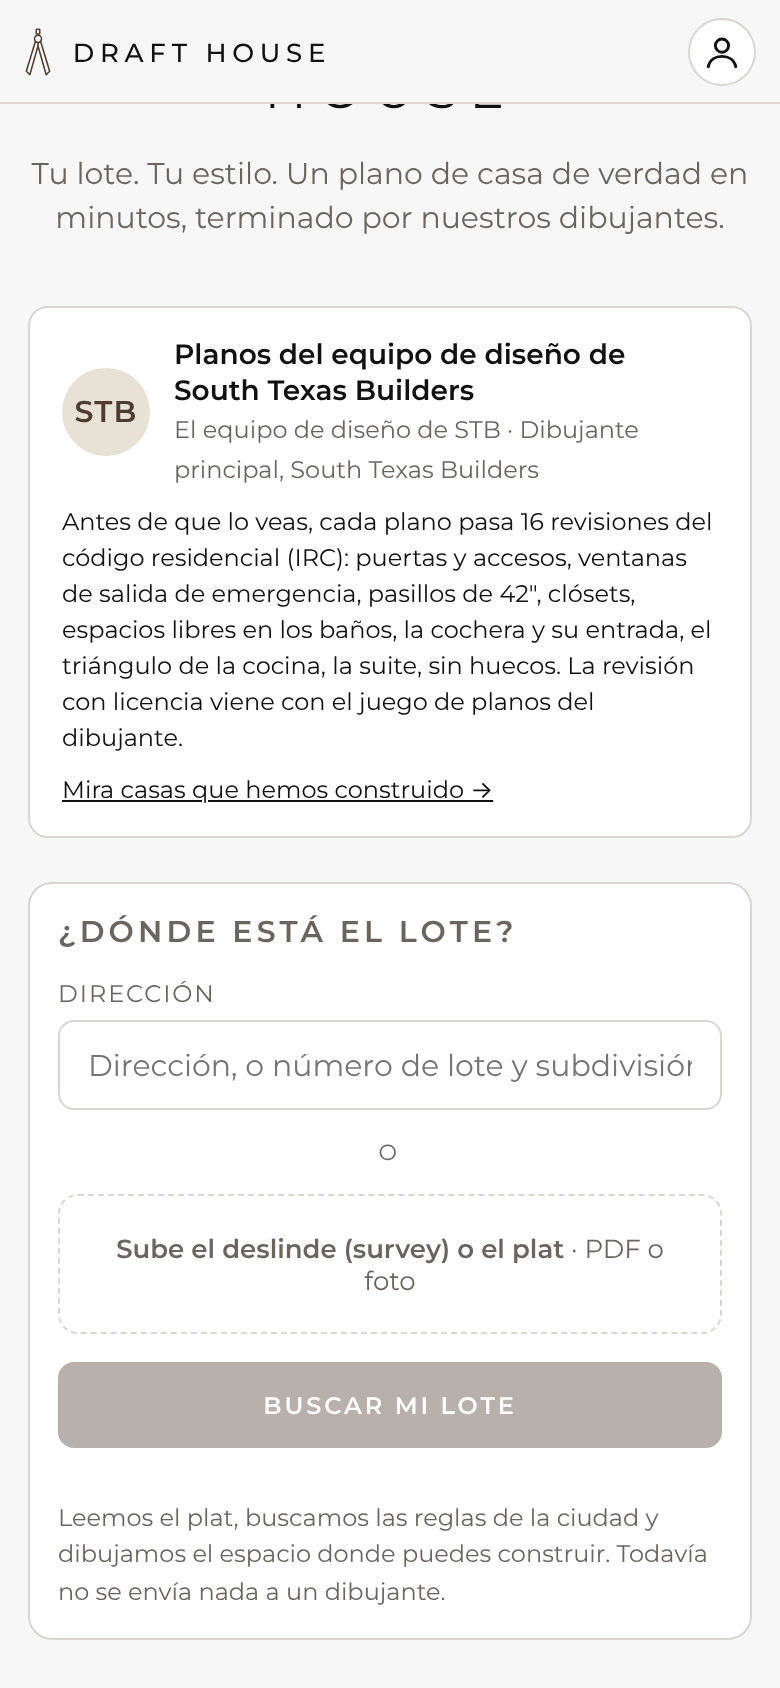 DRAFT HOUSE
HOUSE
Tu lote. Tu estilo. Un plano de casa de verdad en
minutos, terminado por nuestros dibujantes.
STB
Planos del equipo de diseño de
South Texas Builders
El equipo de diseño de STB · Dibujante
principal, South Texas Builders
Antes de que lo veas, cada plano pasa 16 revisiones del
código residencial (IRC): puertas y accesos, ventanas
de salida de emergencia, pasillos de 42", clósets,
espacios libres en los baños, la cochera y su entrada, el
triángulo de la cocina, la suite, sin huecos. La revisión
con licencia viene con el juego de planos del
dibujante.
Mira casas que hemos construido →
¿DÓNDE ESTÁ EL LOTE?
DIRECCIÓN
Dirección, o número de lote y subdivisión
O
Sube el deslinde (survey) o el plat · PDF o
foto
BUSCAR MI LOTE
Leemos el plat, buscamos las reglas de la ciudad y
dibujamos el espacio donde puedes construir. Todavía
no se envía nada a un dibujante.